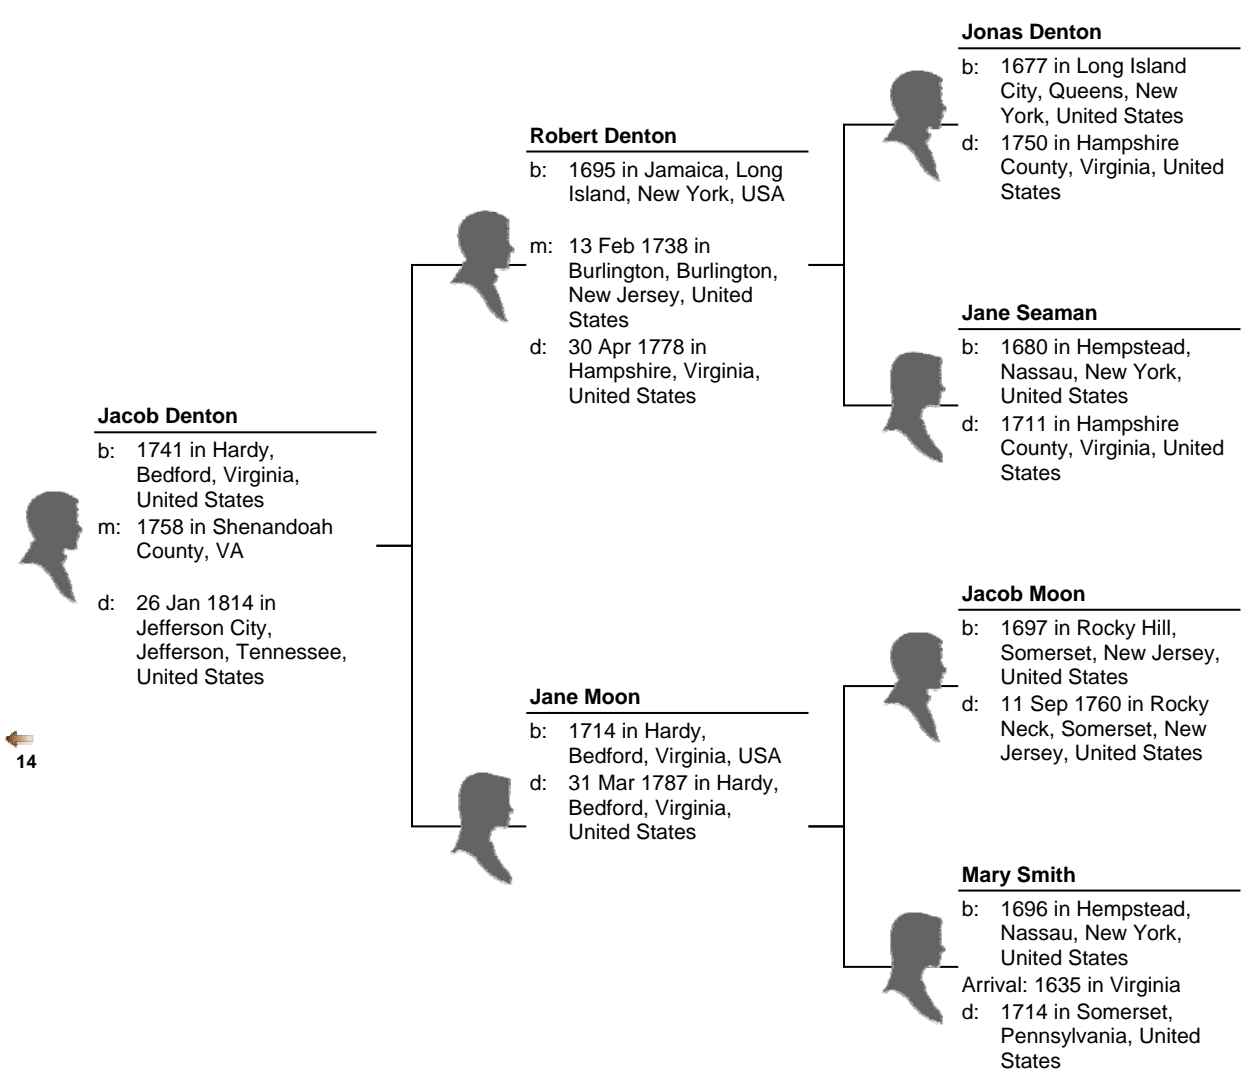 Jonas Denton
b: 1677 in Long Island
City, Queens, New
York, United States
d: 1750 in Hampshire
County, Virginia, United
States
Robert Denton
b: 1695 in Jamaica, Long
Island, New York, USA
m: 13 Feb 1738 in
Burlington, Burlington,
New Jersey, United
States
d: 30 Apr 1778 in
Hampshire, Virginia,
United States
Jane Seaman
b: 1680 in Hempstead,
Nassau, New York,
United States
d: 1711 in Hampshire
County, Virginia, United
States
Jacob Denton
b: 1741 in Hardy,
Bedford, Virginia,
United States
m: 1758 in Shenandoah
County, VA
d: 26 Jan 1814 in
Jefferson City,
Jefferson, Tennessee,
United States
14
Jacob Moon
b: 1697 in Rocky Hill,
Somerset, New Jersey,
United States
d: 11 Sep 1760 in Rocky
Neck, Somerset, New
Jersey, United States
Jane Moon
b: 1714 in Hardy,
Bedford, Virginia, USA
d: 31 Mar 1787 in Hardy,
Bedford, Virginia,
United States
Mary Smith
b: 1696 in Hempstead,
Nassau, New York,
United States
Arrival: 1635 in Virginia
d: 1714 in Somerset,
Pennsylvania, United
States